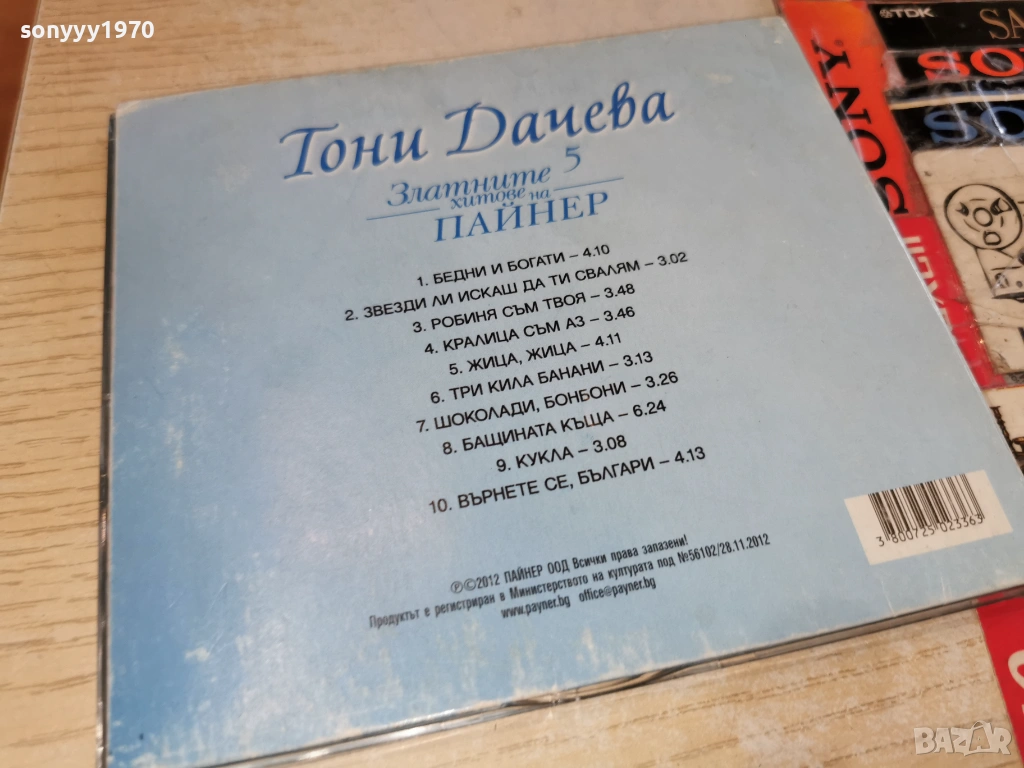 sonyyy1970
Тони Дачева
Златните 5
хитове на
ПАЙНЕР
1. БЕДНИ И БОГАТИ – 4.10
2. ЗВЕЗДИ ЛИ ИСКАШ ДА ТИ СВАЛЯМ – 3.02
3. РОБИНЯ СЪМ ТВОЯ – 3.48
4. КРАЛИЦА СЪМ АЗ – 3.46
5. ЖИЦА, ЖИЦА – 4.11
6. ТРИ КИЛА БАНАНИ – 3.13
7. ШОКОЛАДИ, БОНБОНИ – 3.26
8. БАЩИНАТА КЪЩА – 6.24
9. КУКЛА – 3.08
10. ВЪРНЕТЕ СЕ, БЪЛГАРИ – 4.13
℗©2012 ПАЙНЕР ООД Всички права запазени!
Продуктът е регистриран в Министерството на културата под №56102/28.11.2012
www.payner.bg office@payner.bg
3 800725 023363
TDK
SONY
BAZAR